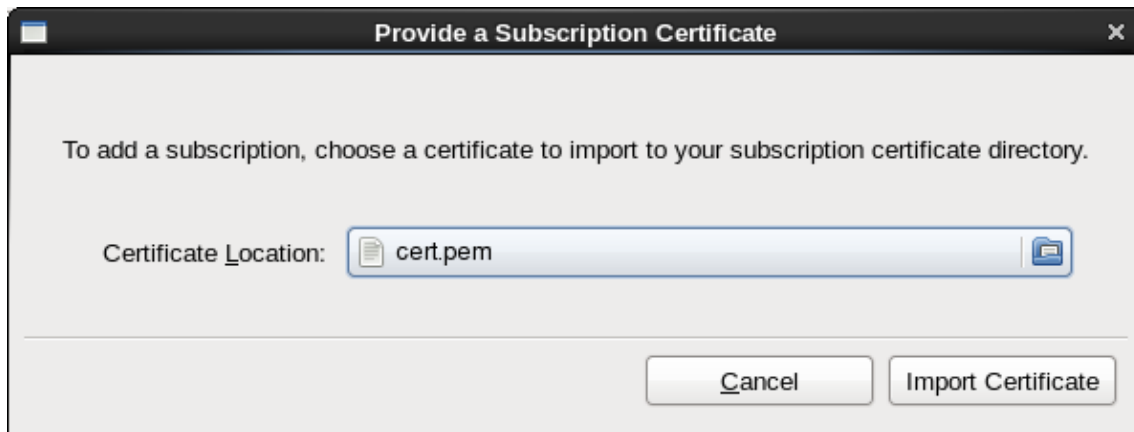 Provide a Subscription Certificate
To add a subscription, choose a certificate to import to your subscription certificate directory.
Certificate Location: cert.pem
Cancel Import Certificate